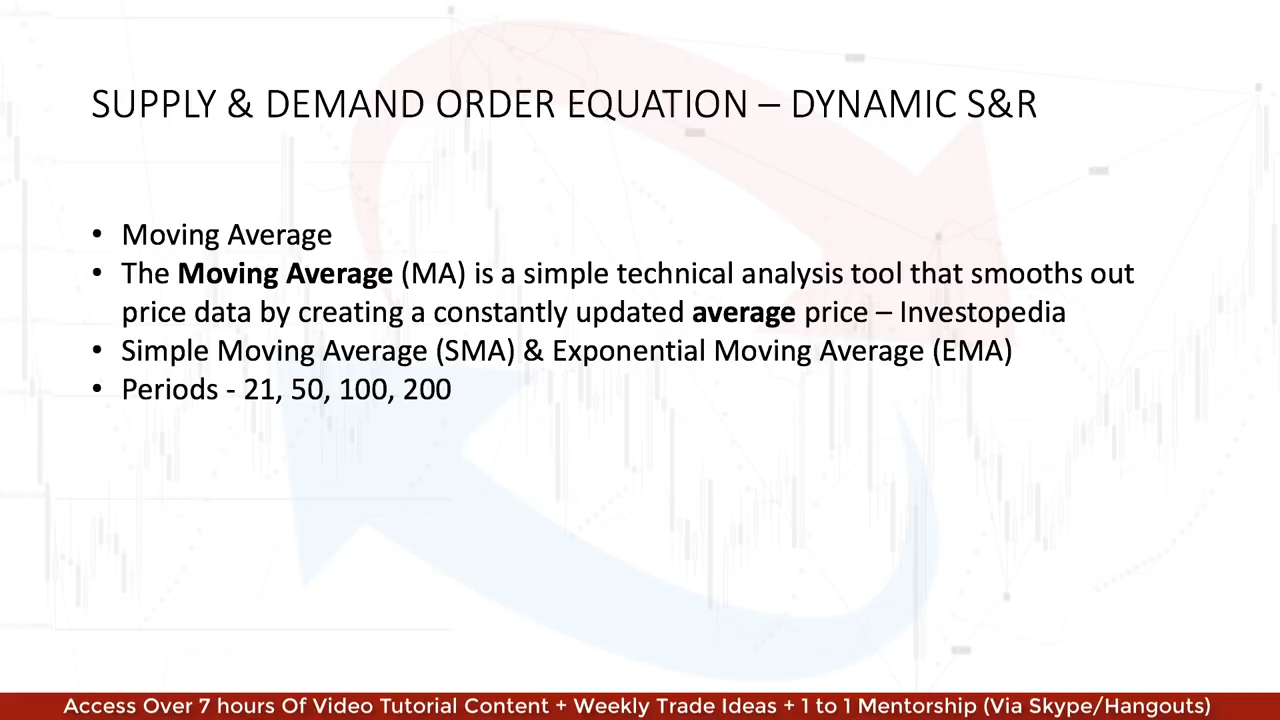 SUPPLY & DEMAND ORDER EQUATION – DYNAMIC S&R
• Moving Average
• The Moving Average (MA) is a simple technical analysis tool that smooths out
price data by creating a constantly updated average price – Investopedia
• Simple Moving Average (SMA) & Exponential Moving Average (EMA)
• Periods - 21, 50, 100, 200
Access Over 7 hours Of Video Tutorial Content + Weekly Trade Ideas + 1 to 1 Mentorship (Via Skype/Hangouts)